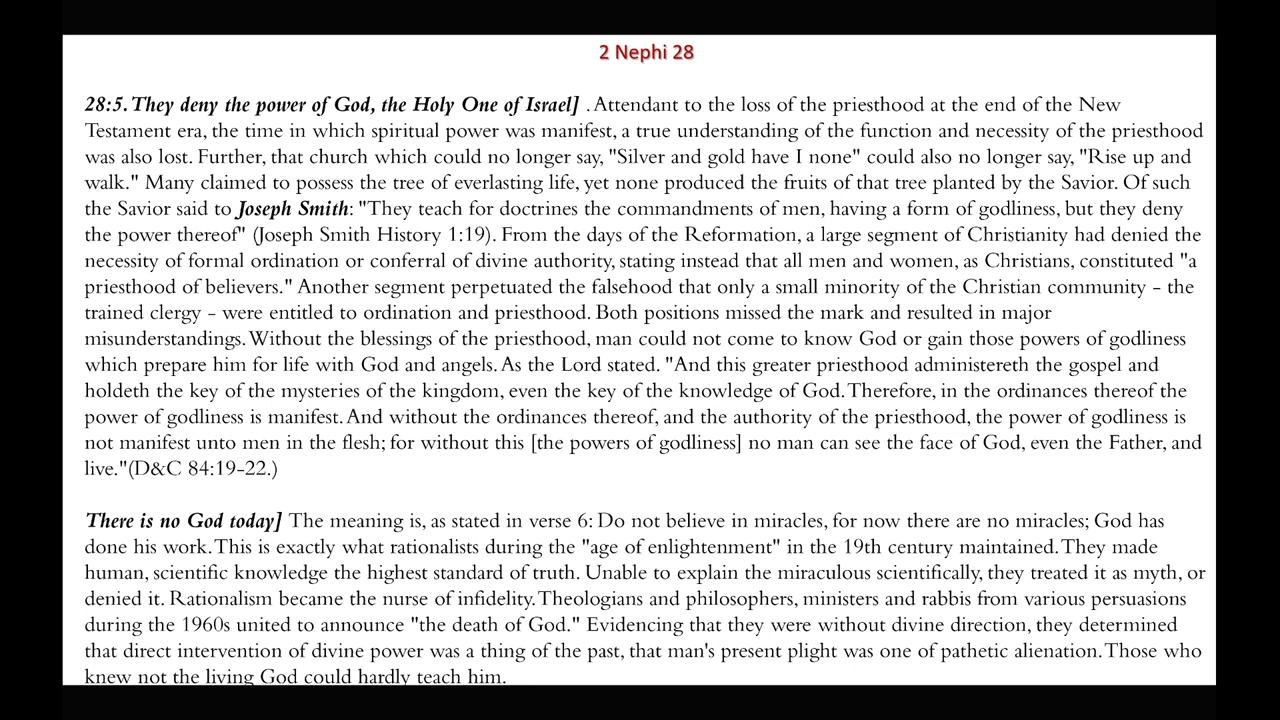 2 Nephi 28
28:5. They deny the power of God, the Holy One of Israel] . Attendant to the loss of the priesthood at the end of the New
Testament era, the time in which spiritual power was manifest, a true understanding of the function and necessity of the priesthood
was also lost. Further, that church which could no longer say, "Silver and gold have I none" could also no longer say, "Rise up and
walk." Many claimed to possess the tree of everlasting life, yet none produced the fruits of that tree planted by the Savior. Of such
the Savior said to Joseph Smith: "They teach for doctrines the commandments of men, having a form of godliness, but they deny
the power thereof" (Joseph Smith History 1:19). From the days of the Reformation, a large segment of Christianity had denied the
necessity of formal ordination or conferral of divine authority, stating instead that all men and women, as Christians, constituted "a
priesthood of believers." Another segment perpetuated the falsehood that only a small minority of the Christian community - the
trained clergy - were entitled to ordination and priesthood. Both positions missed the mark and resulted in major
misunderstandings. Without the blessings of the priesthood, man could not come to know God or gain those powers of godliness
which prepare him for life with God and angels. As the Lord stated. "And this greater priesthood administereth the gospel and
holdeth the key of the mysteries of the kingdom, even the key of the knowledge of God. Therefore, in the ordinances thereof the
power of godliness is manifest. And without the ordinances thereof, and the authority of the priesthood, the power of godliness is
not manifest unto men in the flesh; for without this [the powers of godliness] no man can see the face of God, even the Father, and
live."(D&C 84:19-22.)
There is no God today] The meaning is, as stated in verse 6: Do not believe in miracles, for now there are no miracles; God has
done his work. This is exactly what rationalists during the "age of enlightenment" in the 19th century maintained. They made
human, scientific knowledge the highest standard of truth. Unable to explain the miraculous scientifically, they treated it as myth, or
denied it. Rationalism became the nurse of infidelity. Theologians and philosophers, ministers and rabbis from various persuasions
during the 1960s united to announce "the death of God." Evidencing that they were without divine direction, they determined
that direct intervention of divine power was a thing of the past, that man's present plight was one of pathetic alienation. Those who
knew not the living God could hardly teach him.